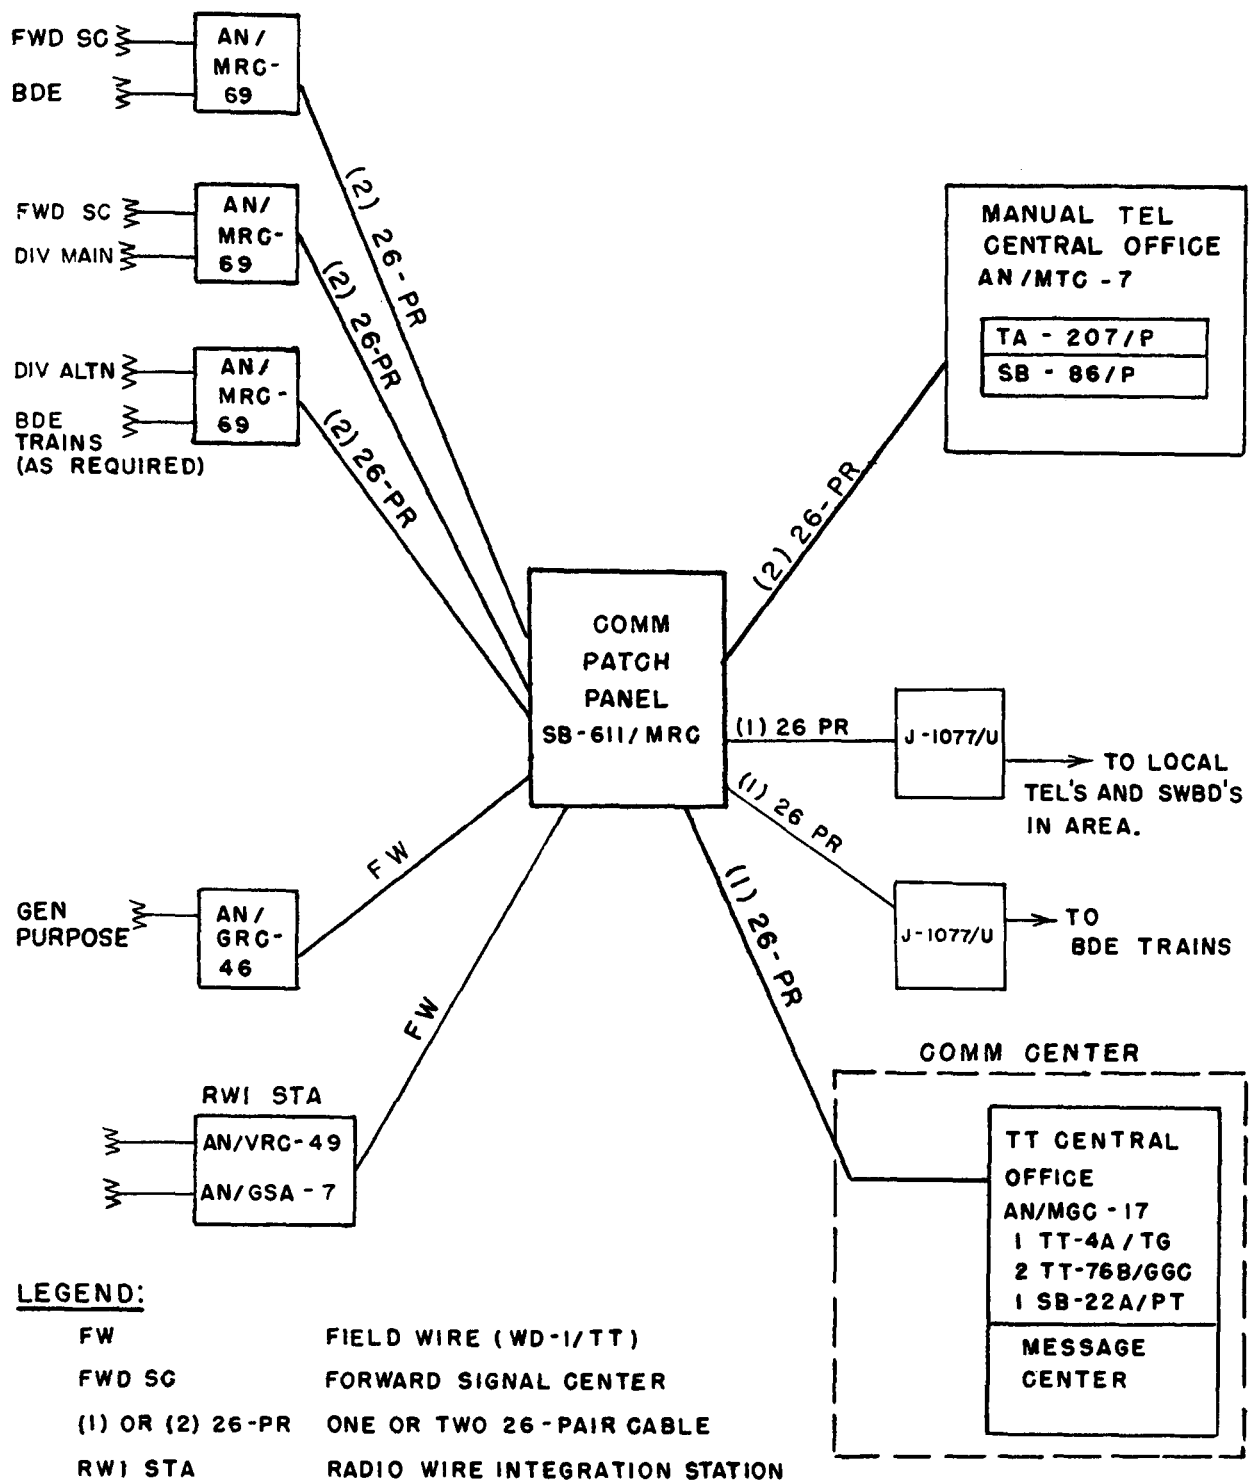 FWD SC
BDE
AN/
MRC-
69
(2) 26-PR
FWD SC
DIV MAIN
AN/
MRC-
69
(2) 26-PR
DIV ALTN
BDE
TRAINS
(AS REQUIRED)
AN/
MRC-
69
(2) 26-PR
MANUAL TEL
CENTRAL OFFICE
AN/MTC-7
TA - 207/P
SB - 86/P
(2) 26-PR
COMM
PATCH
PANEL
SB-611/MRC
(1) 26 PR
J-1077/U
TO LOCAL
TEL'S AND SWBD'S
IN AREA.
(1) 26 PR
J-1077/U
TO
BDE TRAINS
(1) 26-PR
FW
GEN
PURPOSE
AN/
GRC-
46
FW
RWI STA
AN/VRC-49
AN/GSA-7
COMM CENTER
TT CENTRAL
OFFICE
AN/MGC-17
1 TT-4A/TG
2 TT-76B/GGC
1 SB-22A/PT
MESSAGE
CENTER
LEGEND:
FW FIELD WIRE (WD-1/TT)
FWD SC FORWARD SIGNAL CENTER
(1) OR (2) 26-PR ONE OR TWO 26-PAIR CABLE
RWI STA RADIO WIRE INTEGRATION STATION